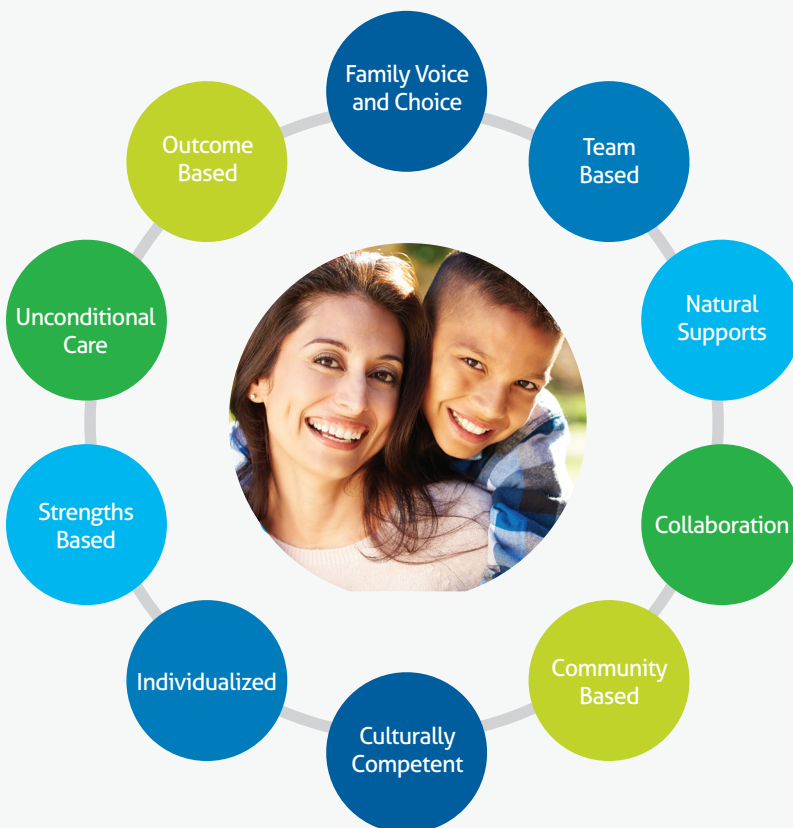 Family Voice
and Choice
Team
Based
Natural
Supports
Collaboration
Community
Based
Culturally
Competent
Individualized
Strengths
Based
Unconditional
Care
Outcome
Based